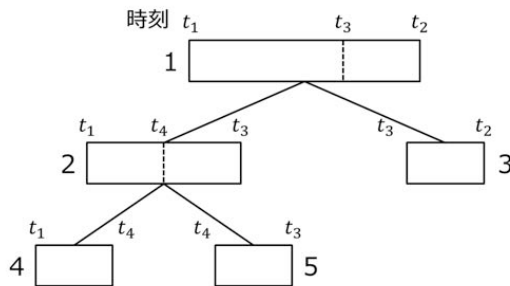 時刻 t₁ t₃ t₂
1
t₁ t₄ t₃ t₃ t₂
2 3
t₁ t₄ t₄ t₃
4 5